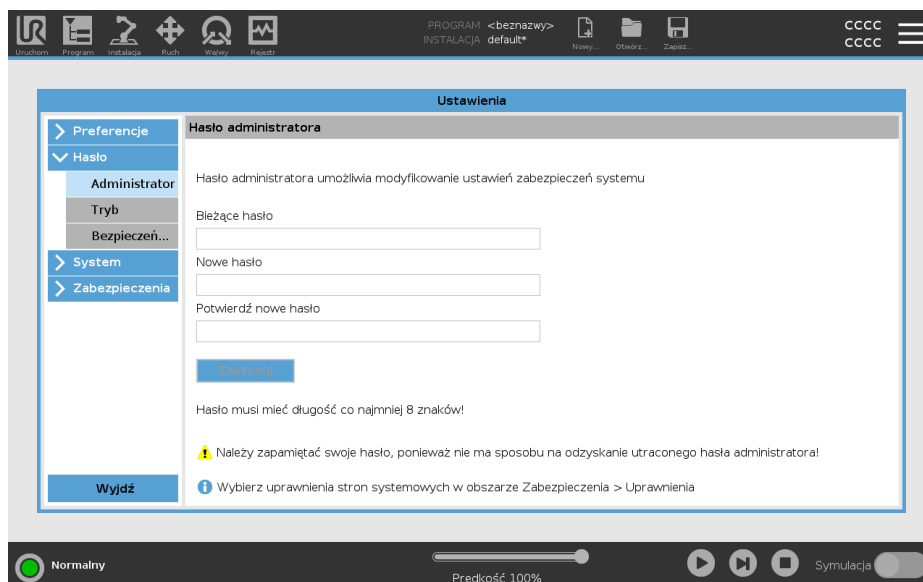 PROGRAM <beznazwy>
INSTALACJA default*
CCCC
CCCC
Uruchom Program Instalacja Ruch We/wy Rejestr Nowy... Otwórz... Zapisz...
Ustawienia
Preferencje
Hasło
Administrator
Tryb
Bezpieczeń...
System
Zabezpieczenia
Wyjdź
Hasło administratora
Hasło administratora umożliwia modyfikowanie ustawień zabezpieczeń systemu
Bieżące hasło
Nowe hasło
Potwierdź nowe hasło
Zastosuj
Hasło musi mieć długość co najmniej 8 znaków!
Należy zapamiętać swoje hasło, ponieważ nie ma sposobu na odzyskanie utraconego hasła administratora!
Wybierz uprawnienia stron systemowych w obszarze Zabezpieczenia > Uprawnienia
Normalny
Prędkość 100%
Symulacja